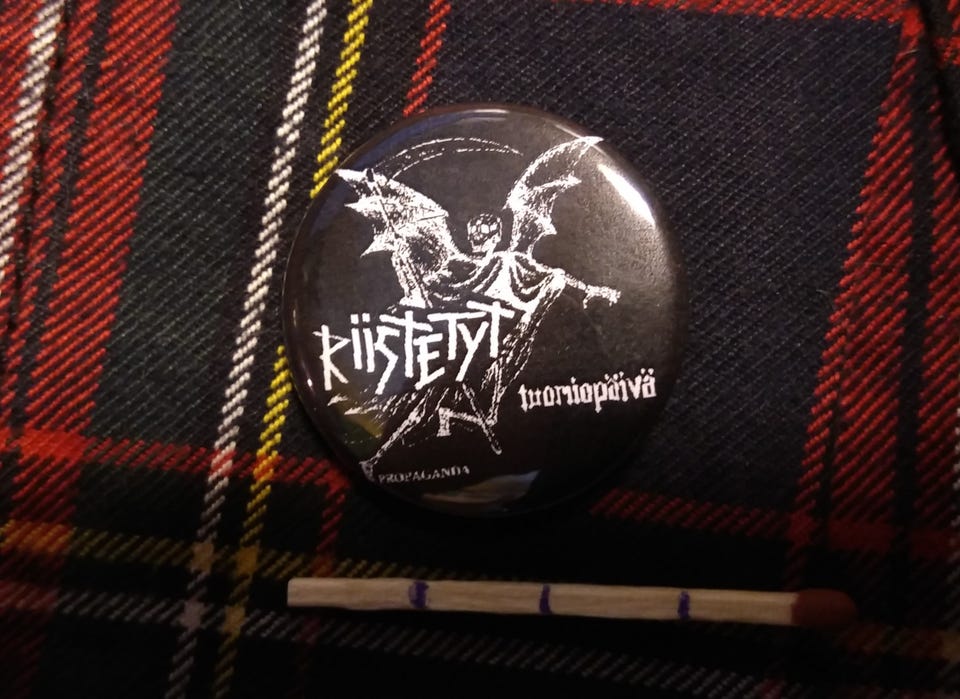 RiiSTETYT
tuomiopäivä
PROPAGANDA